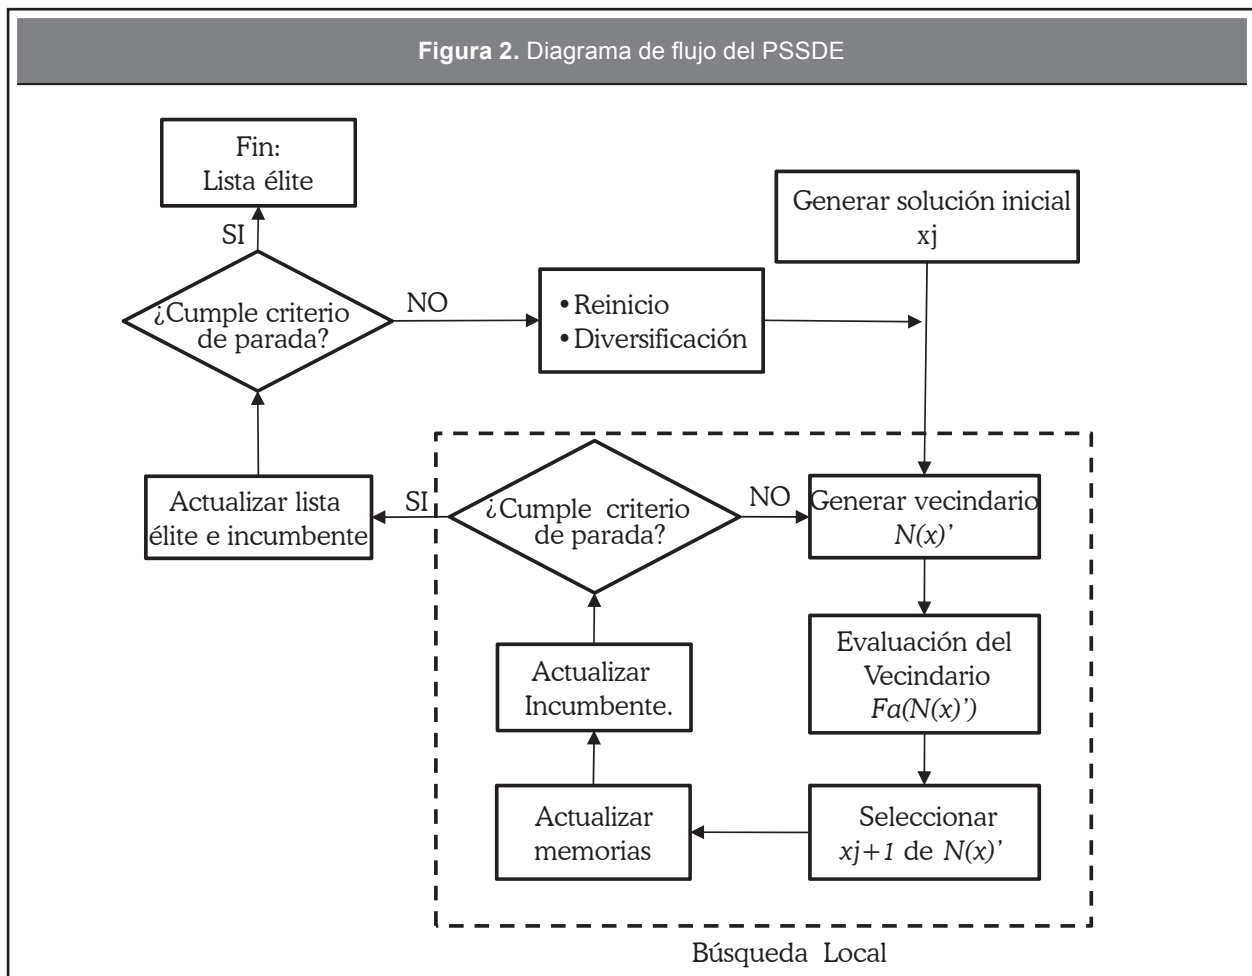 Figura 2. Diagrama de flujo del PSSDE
Fin:
Lista élite
SI
¿Cumple criterio
de parada?
NO
• Reinicio
• Diversificación
Generar solución inicial
xj
Actualizar lista
élite e incumbente
SI
¿Cumple criterio
de parada?
NO
Generar vecindario
N(x)’
Evaluación del
Vecindario
Fa(N(x)’)
Actualizar
Incumbente.
Actualizar
memorias
Seleccionar
xj+1 de N(x)’
Búsqueda Local